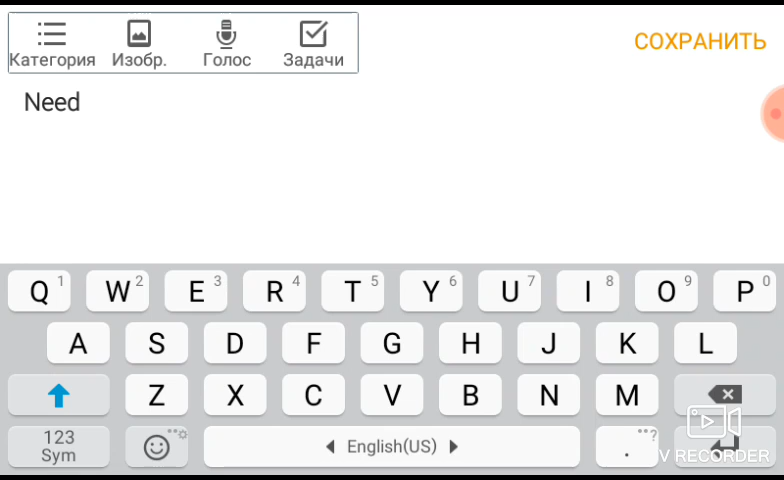 Категория Изобр. Голос Задачи
СОХРАНИТЬ
Need
Q 1 W 2 E 3 R 4 T 5 Y 6 U 7 I 8 O 9 P 0
A S D F G H J K L
Z X C V B N M
123
Sym
English(US)
. ?
V RECORDER